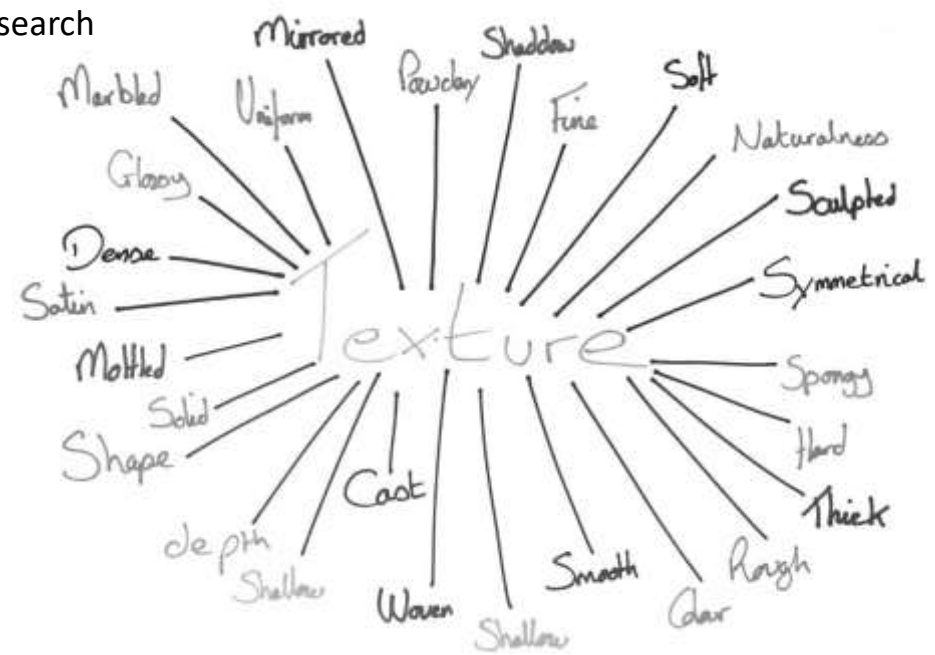 search
Mirrored
Shaddow
Marbled
Uniform
Powdery
Fine
Soft
Naturalness
Glossy
Sculpted
Dense
Symmetrical
Satin
Texture
Mottled
Spongy
Solid
Hard
Shape
Cast
Thick
depth
Shallow
Woven
Smooth
Rough
Shallow